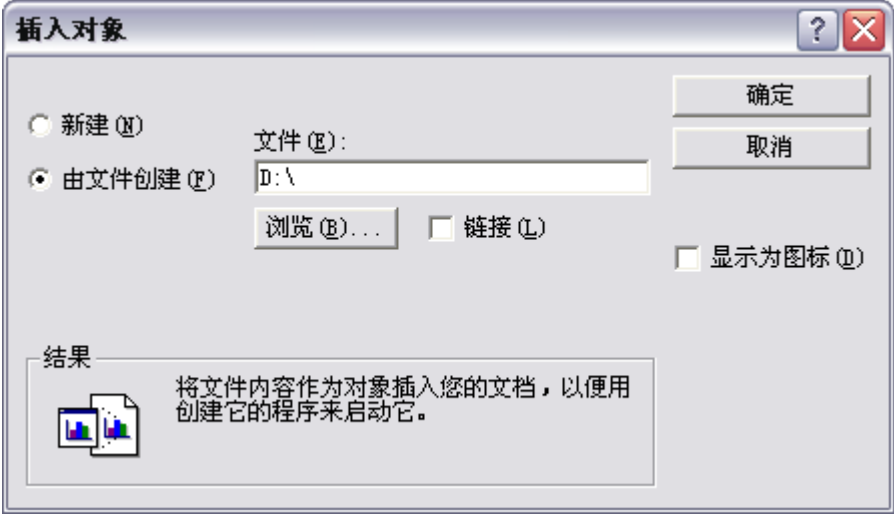 插入对象
确定
新建(N)
文件(E):
取消
由文件创建(F)
D:\
浏览(B)...
链接(L)
显示为图标(D)
结果
将文件内容作为对象插入您的文档，以便用
创建它的程序来启动它。